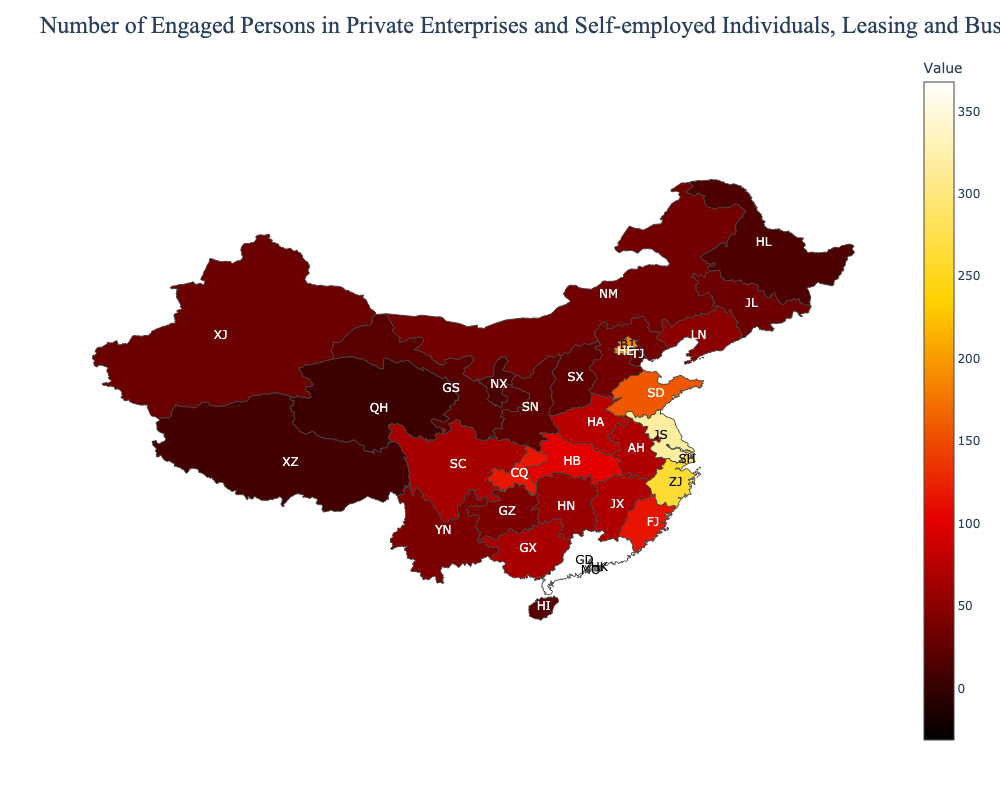 Number of Engaged Persons in Private Enterprises and Self-employed Individuals, Leasing and Bus
Value
350
300
250
200
150
100
50
0
HL
XJ
NM
JL
LN
BJ
HE
TJ
SX
GS
NX
SD
QH
SN
HA
JS
AH
SH
XZ
SC
CQ
HB
ZJ
YN
GZ
HN
JX
FJ
GX
GD
HK
MO
HI